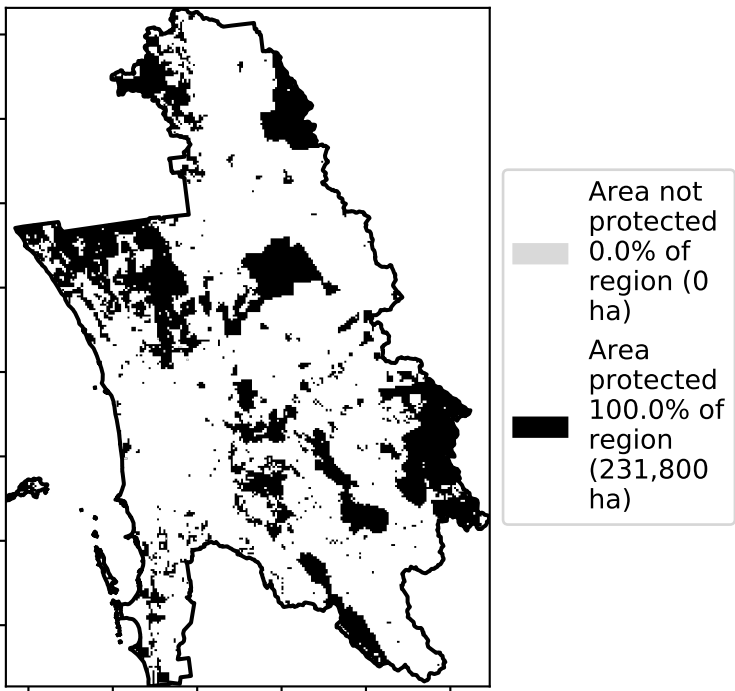 Area not
protected
0.0% of
region (0
ha)
Area
protected
100.0% of
region
(231,800
ha)